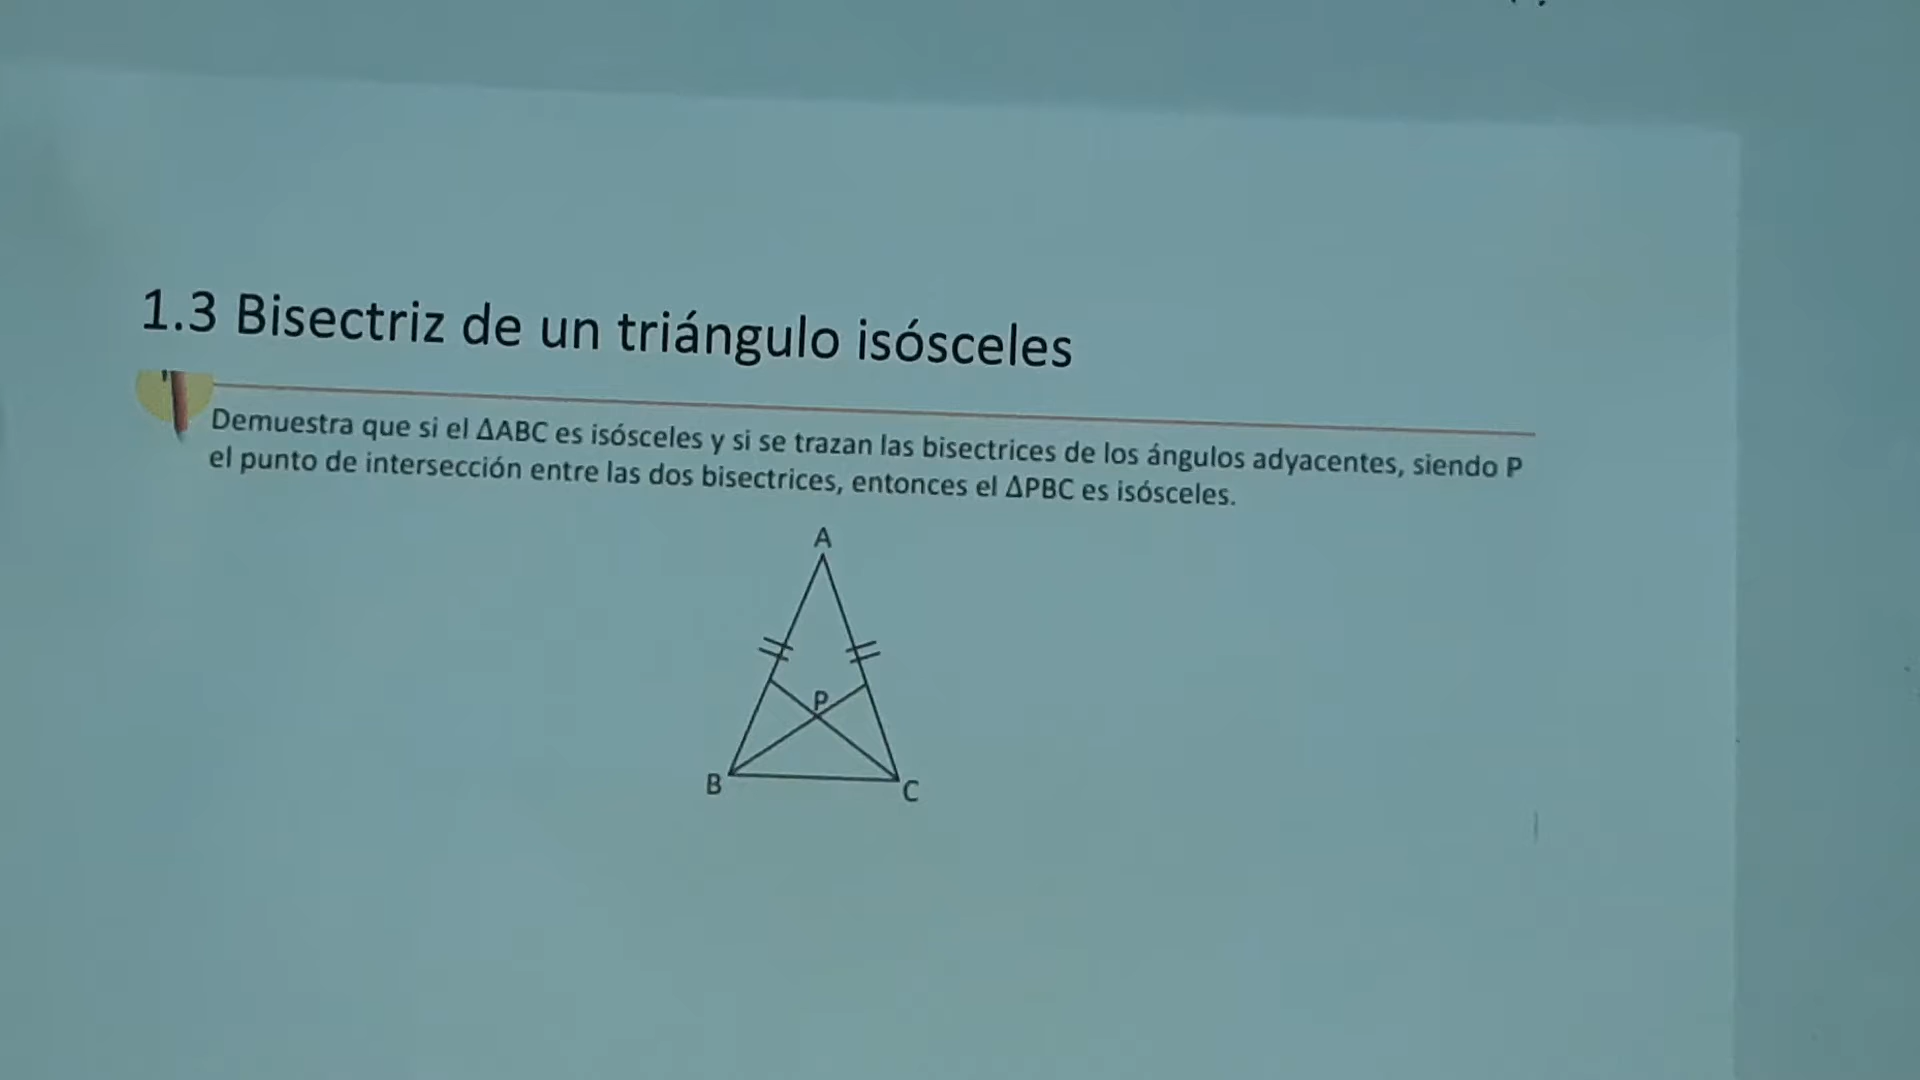 1.3 Bisectriz de un triángulo isósceles
Demuestra que si el ΔABC es isósceles y si se trazan las bisectrices de los ángulos adyacentes, siendo P
el punto de intersección entre las dos bisectrices, entonces el ΔPBC es isósceles.
A
P
B
C